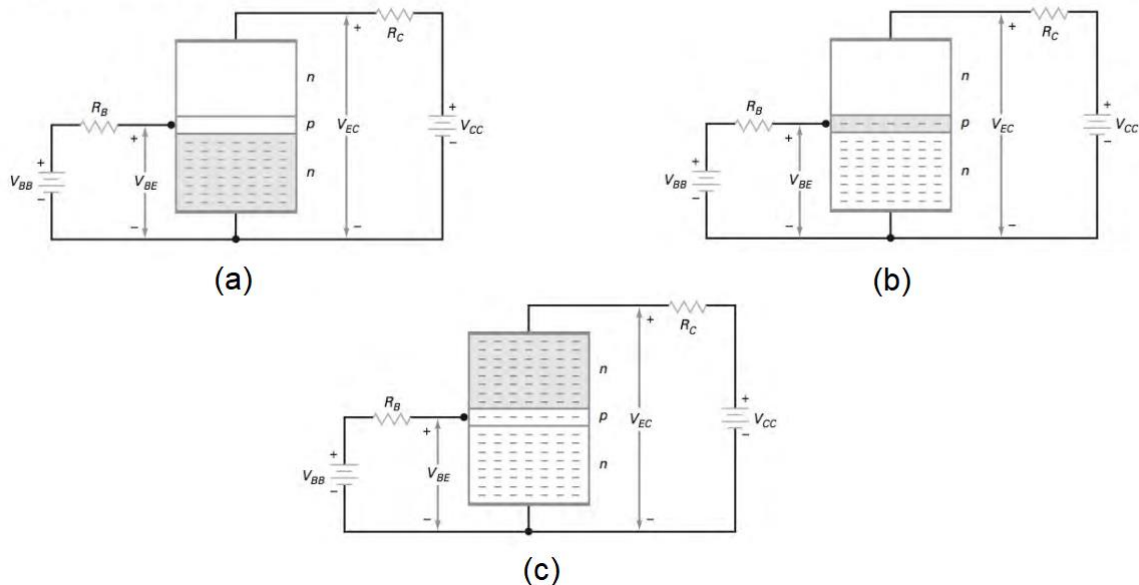 +
R_C
n
R_B
+
p
V_EC
+
V_CC
−
+
V_BB
−
V_BE
n
−
−
(a)
+
R_C
n
R_B
+
p
V_EC
+
V_CC
−
+
V_BB
−
V_BE
n
−
−
(b)
+
R_C
n
R_B
+
p
V_EC
+
V_CC
−
+
V_BB
−
V_BE
n
−
−
(c)